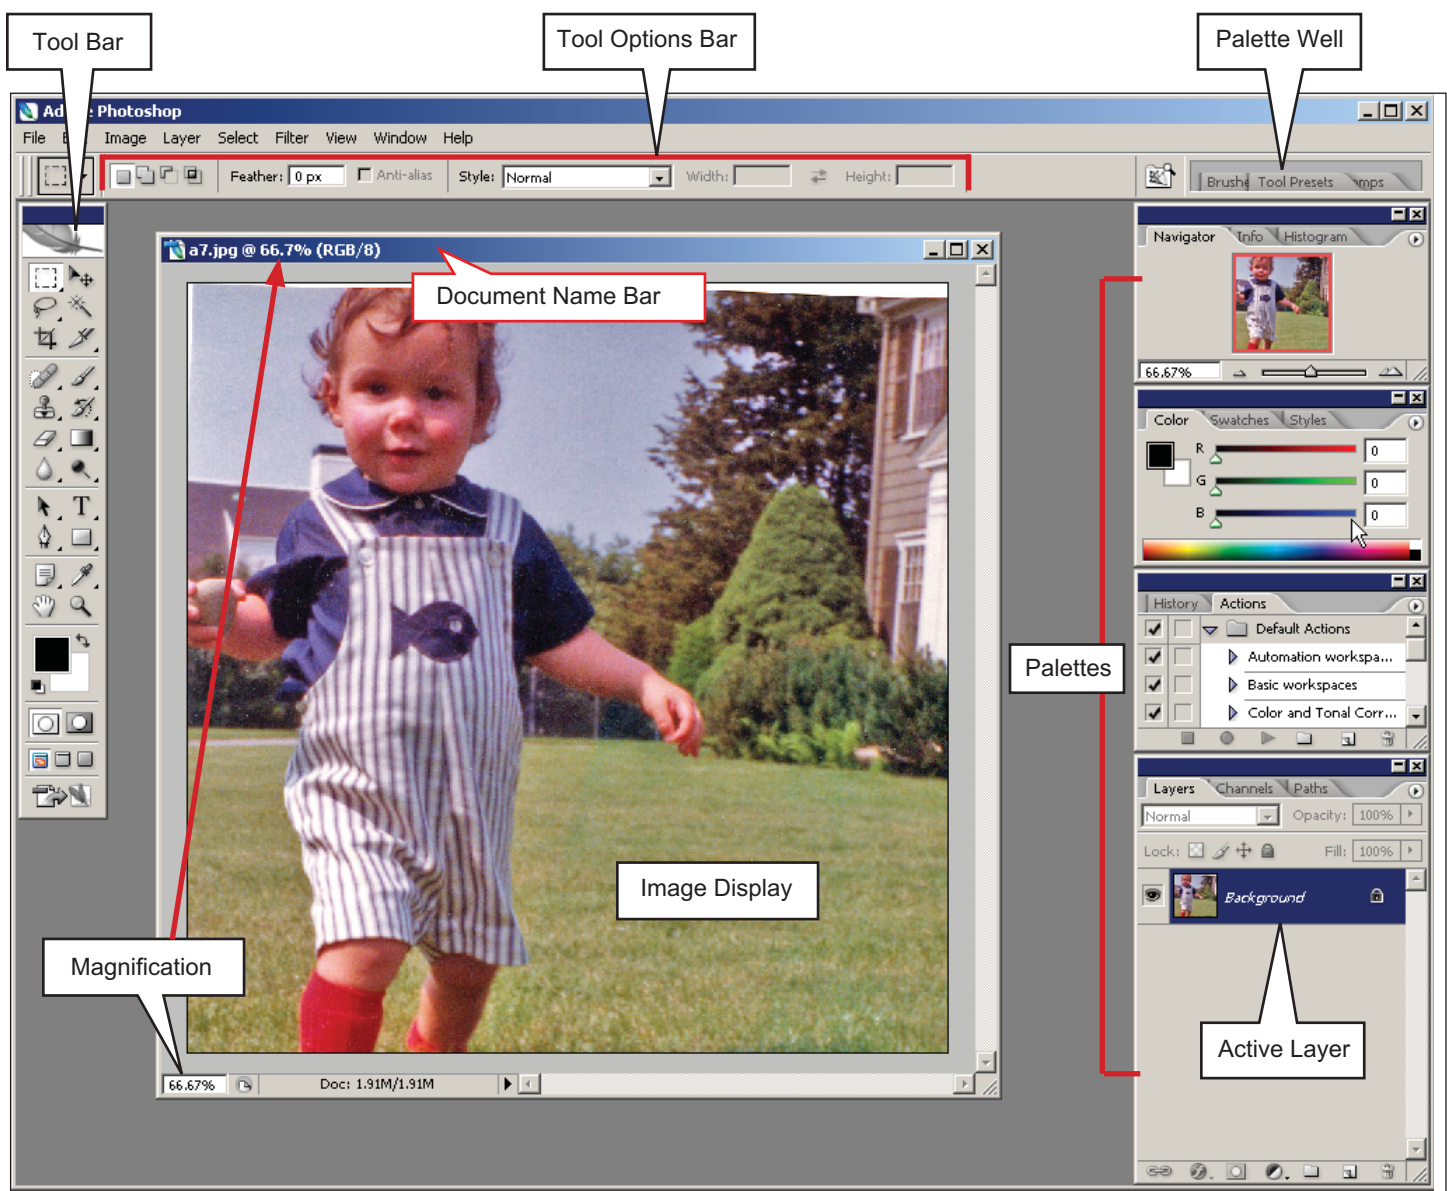 Tool Bar
Tool Options Bar
Palette Well
Photoshop
File
Image Layer Select Filter View Window Help
Feather: 0 px Anti-alias Style: Normal Width: Height:
Tool Presets
a7.jpg @ 66.7% (RGB/8)
Document Name Bar
Navigator Info Histogram
66.67%
Color Swatches Styles
R 0
G 0
B 0
History Actions
Default Actions
Automation workspa...
Basic workspaces
Color and Tonal Corr...
Palettes
Layers Channels Paths
Normal Opacity: 100%
Lock: Fill: 100%
Background
Image Display
Magnification
Active Layer
66.67% Doc: 1.91M/1.91M